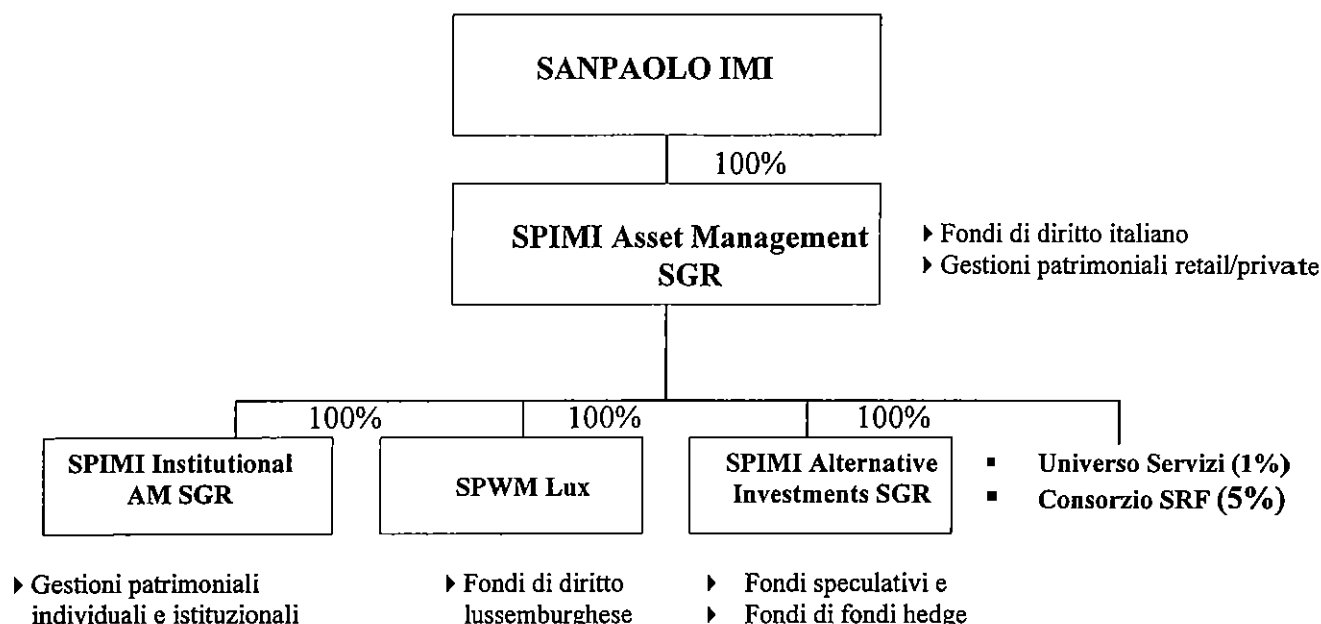 SANPAOLO IMI
100%
SPIMI Asset Management
SGR
▸ Fondi di diritto italiano
▸ Gestioni patrimoniali retail/private
100%
100%
100%
SPIMI Institutional
AM SGR
SPWM Lux
SPIMI Alternative
Investments SGR
▪ Universo Servizi (1%)
▪ Consorzio SRF (5%)
▸ Gestioni patrimoniali
individuali e istituzionali
▸ Fondi di diritto
lussemburghese
▸ Fondi speculativi e
▸ Fondi di fondi hedge